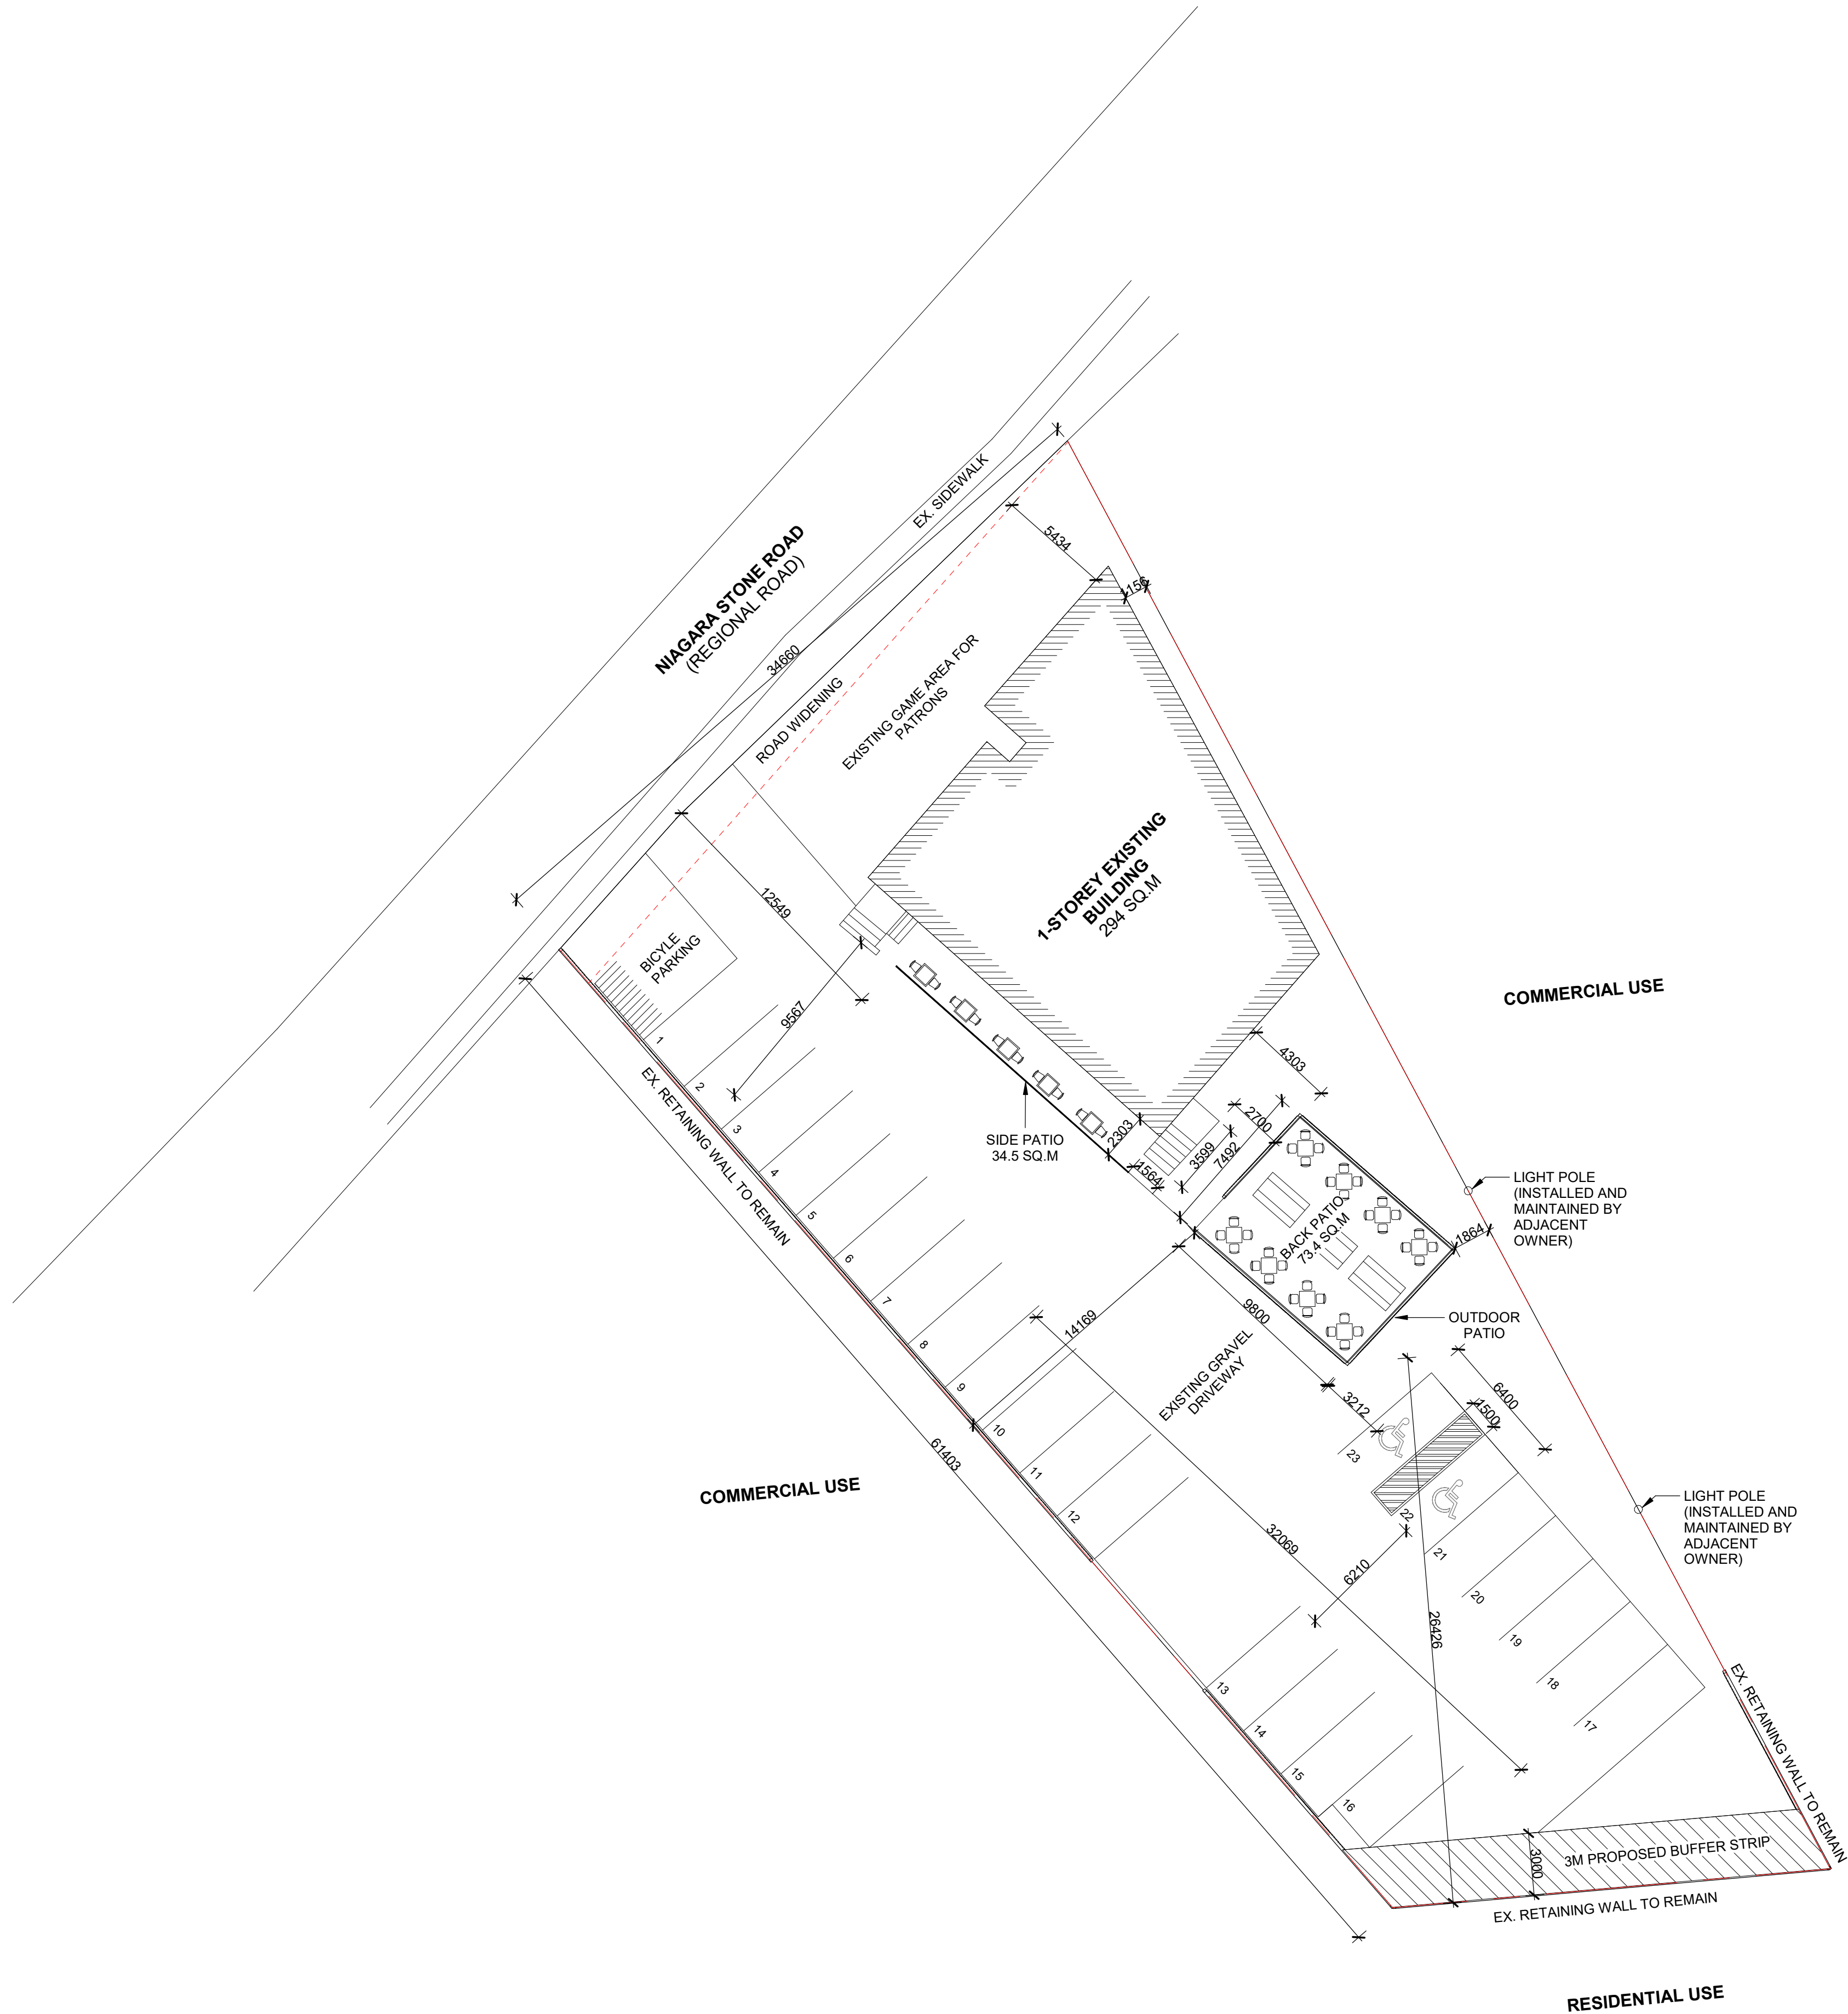 EX. SIDEWALK
NIAGARA STONE ROAD
(REGIONAL ROAD)
5434
1156
34660
ROAD WIDENING
EXISTING GAME AREA FOR
PATRONS
1-STOREY EXISTING
BUILDING
294 SQ.M
12549
BICYLE
PARKING
9567
COMMERCIAL USE
4303
2700
3599
7492
2303
1564
SIDE PATIO
34.5 SQ.M
EX. RETAINING WALL TO REMAIN
1
2
3
4
5
6
7
8
9
10
11
12
BACK PATIO
73.4 SQ.M
LIGHT POLE
(INSTALLED AND
MAINTAINED BY
ADJACENT
OWNER)
1864
OUTDOOR
PATIO
9800
14169
EXISTING GRAVEL
DRIVEWAY
3212
6400
1500
23
22
21
20
19
18
17
61403
COMMERCIAL USE
32069
6210
26426
LIGHT POLE
(INSTALLED AND
MAINTAINED BY
ADJACENT
OWNER)
13
14
15
16
EX. RETAINING WALL TO REMAIN
3M PROPOSED BUFFER STRIP
3000
EX. RETAINING WALL TO REMAIN
RESIDENTIAL USE